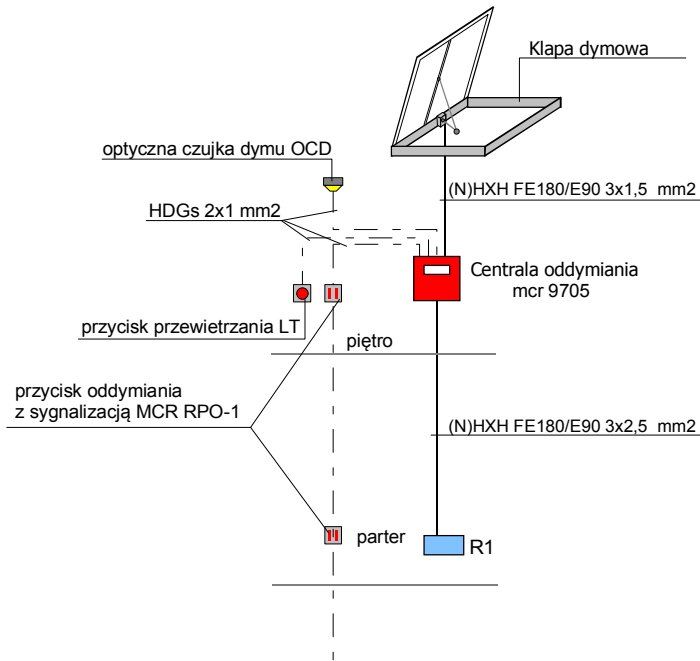 Klapa dymowa
optyczna czujka dymu OCD
(N)HXH FE180/E90 3x1,5 mm2
HDGs 2x1 mm2
Centrala oddymiania
mcr 9705
przycisk przewietrzania LT
piętro
przycisk oddymiania
z sygnalizacją MCR RPO-1
(N)HXH FE180/E90 3x2,5 mm2
parter
R1